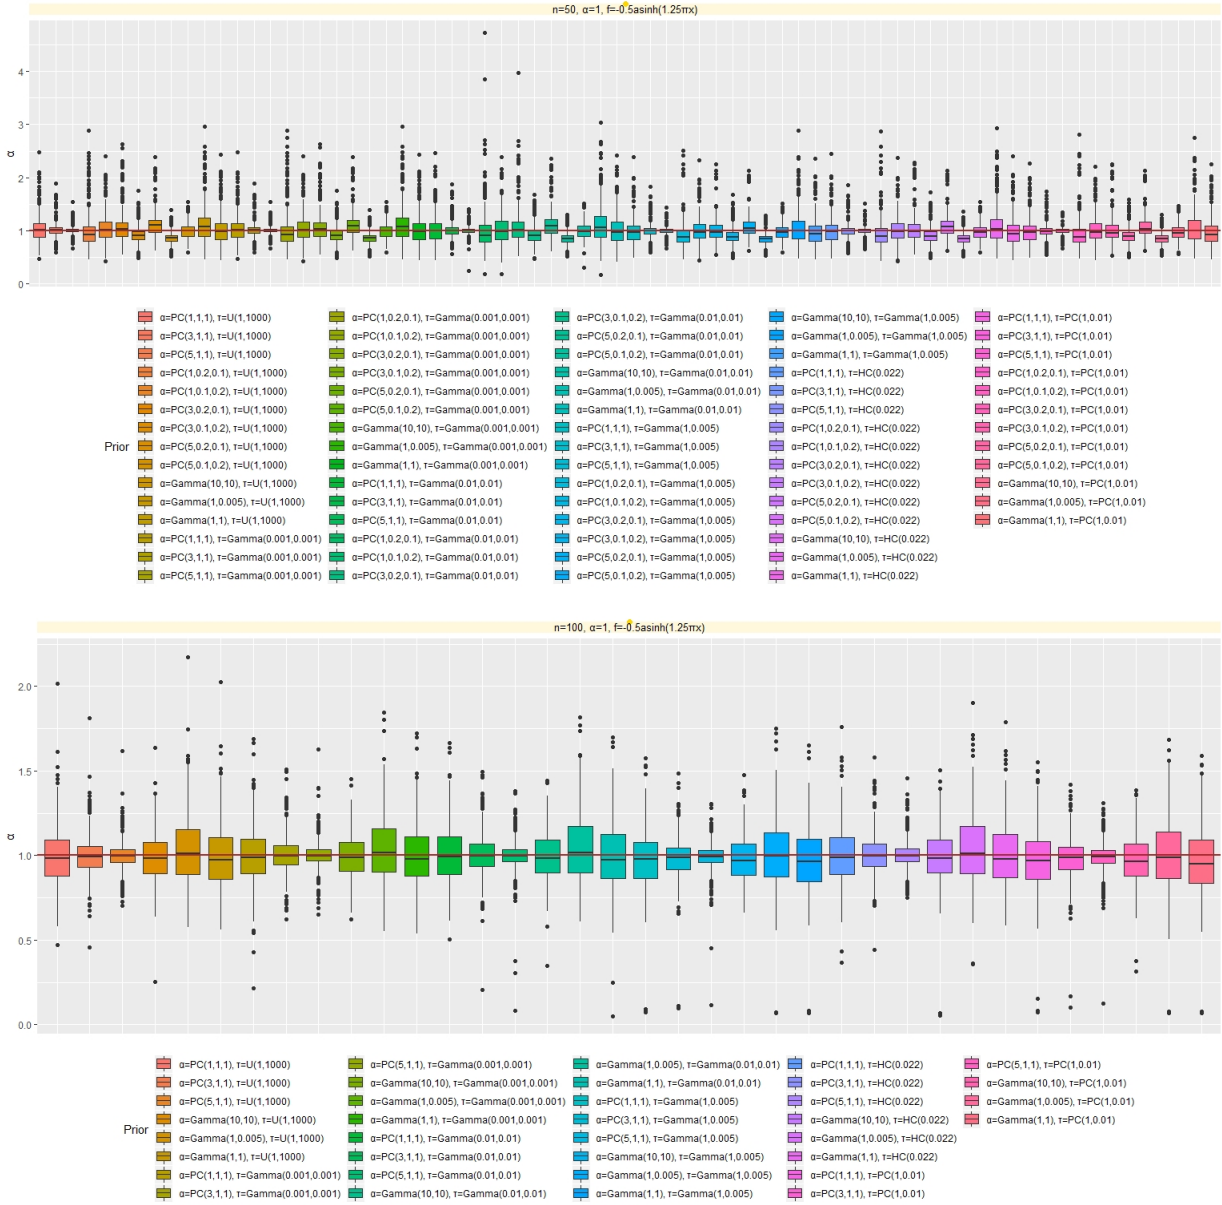 n=50, α=1, f=-0.5asinh(1.25πx)
4
3
2
1
0
α
Prior
α=PC(1,1,1), τ=U(1,1000)
α=PC(3,1,1), τ=U(1,1000)
α=PC(5,1,1), τ=U(1,1000)
α=PC(1,0.2,0.1), τ=U(1,1000)
α=PC(1,0.1,0.2), τ=U(1,1000)
α=PC(3,0.2,0.1), τ=U(1,1000)
α=PC(3,0.1,0.2), τ=U(1,1000)
α=PC(5,0.2,0.1), τ=U(1,1000)
α=PC(5,0.1,0.2), τ=U(1,1000)
α=Gamma(10,10), τ=U(1,1000)
α=Gamma(1,0.005), τ=U(1,1000)
α=Gamma(1,1), τ=U(1,1000)
α=PC(1,1,1), τ=Gamma(0.001,0.001)
α=PC(3,1,1), τ=Gamma(0.001,0.001)
α=PC(5,1,1), τ=Gamma(0.001,0.001)
α=PC(1,0.2,0.1), τ=Gamma(0.001,0.001)
α=PC(1,0.1,0.2), τ=Gamma(0.001,0.001)
α=PC(3,0.2,0.1), τ=Gamma(0.001,0.001)
α=PC(3,0.1,0.2), τ=Gamma(0.001,0.001)
α=PC(5,0.2,0.1), τ=Gamma(0.001,0.001)
α=PC(5,0.1,0.2), τ=Gamma(0.001,0.001)
α=Gamma(10,10), τ=Gamma(0.001,0.001)
α=Gamma(1,0.005), τ=Gamma(0.001,0.001)
α=Gamma(1,1), τ=Gamma(0.001,0.001)
α=PC(1,1,1), τ=Gamma(0.01,0.01)
α=PC(3,1,1), τ=Gamma(0.01,0.01)
α=PC(5,1,1), τ=Gamma(0.01,0.01)
α=PC(1,0.2,0.1), τ=Gamma(0.01,0.01)
α=PC(1,0.1,0.2), τ=Gamma(0.01,0.01)
α=PC(3,0.2,0.1), τ=Gamma(0.01,0.01)
α=PC(3,0.1,0.2), τ=Gamma(0.01,0.01)
α=PC(5,0.2,0.1), τ=Gamma(0.01,0.01)
α=PC(5,0.1,0.2), τ=Gamma(0.01,0.01)
α=Gamma(10,10), τ=Gamma(0.01,0.01)
α=Gamma(1,0.005), τ=Gamma(0.01,0.01)
α=Gamma(1,1), τ=Gamma(0.01,0.01)
α=PC(1,1,1), τ=Gamma(1,0.005)
α=PC(3,1,1), τ=Gamma(1,0.005)
α=PC(5,1,1), τ=Gamma(1,0.005)
α=PC(1,0.2,0.1), τ=Gamma(1,0.005)
α=PC(1,0.1,0.2), τ=Gamma(1,0.005)
α=PC(3,0.2,0.1), τ=Gamma(1,0.005)
α=PC(3,0.1,0.2), τ=Gamma(1,0.005)
α=PC(5,0.2,0.1), τ=Gamma(1,0.005)
α=PC(5,0.1,0.2), τ=Gamma(1,0.005)
α=Gamma(10,10), τ=Gamma(1,0.005)
α=Gamma(1,0.005), τ=Gamma(1,0.005)
α=Gamma(1,1), τ=Gamma(1,0.005)
α=PC(1,1,1), τ=HC(0.022)
α=PC(3,1,1), τ=HC(0.022)
α=PC(5,1,1), τ=HC(0.022)
α=PC(1,0.2,0.1), τ=HC(0.022)
α=PC(1,0.1,0.2), τ=HC(0.022)
α=PC(3,0.2,0.1), τ=HC(0.022)
α=PC(3,0.1,0.2), τ=HC(0.022)
α=PC(5,0.2,0.1), τ=HC(0.022)
α=PC(5,0.1,0.2), τ=HC(0.022)
α=Gamma(10,10), τ=HC(0.022)
α=Gamma(1,0.005), τ=HC(0.022)
α=Gamma(1,1), τ=HC(0.022)
α=PC(1,1,1), τ=PC(1,0.01)
α=PC(3,1,1), τ=PC(1,0.01)
α=PC(5,1,1), τ=PC(1,0.01)
α=PC(1,0.2,0.1), τ=PC(1,0.01)
α=PC(1,0.1,0.2), τ=PC(1,0.01)
α=PC(3,0.2,0.1), τ=PC(1,0.01)
α=PC(3,0.1,0.2), τ=PC(1,0.01)
α=PC(5,0.2,0.1), τ=PC(1,0.01)
α=PC(5,0.1,0.2), τ=PC(1,0.01)
α=Gamma(10,10), τ=PC(1,0.01)
α=Gamma(1,0.005), τ=PC(1,0.01)
α=Gamma(1,1), τ=PC(1,0.01)
n=100, α=1, f=-0.5asinh(1.25πx)
2.0
1.5
1.0
0.5
0.0
α
Prior
α=PC(1,1,1), τ=U(1,1000)
α=PC(3,1,1), τ=U(1,1000)
α=PC(5,1,1), τ=U(1,1000)
α=Gamma(10,10), τ=U(1,1000)
α=Gamma(1,0.005), τ=U(1,1000)
α=Gamma(1,1), τ=U(1,1000)
α=PC(1,1,1), τ=Gamma(0.001,0.001)
α=PC(3,1,1), τ=Gamma(0.001,0.001)
α=PC(5,1,1), τ=Gamma(0.001,0.001)
α=Gamma(10,10), τ=Gamma(0.001,0.001)
α=Gamma(1,0.005), τ=Gamma(0.001,0.001)
α=Gamma(1,1), τ=Gamma(0.001,0.001)
α=PC(1,1,1), τ=Gamma(0.01,0.01)
α=PC(3,1,1), τ=Gamma(0.01,0.01)
α=PC(5,1,1), τ=Gamma(0.01,0.01)
α=Gamma(10,10), τ=Gamma(0.01,0.01)
α=Gamma(1,0.005), τ=Gamma(0.01,0.01)
α=Gamma(1,1), τ=Gamma(0.01,0.01)
α=PC(1,1,1), τ=Gamma(1,0.005)
α=PC(3,1,1), τ=Gamma(1,0.005)
α=PC(5,1,1), τ=Gamma(1,0.005)
α=Gamma(10,10), τ=Gamma(1,0.005)
α=Gamma(1,0.005), τ=Gamma(1,0.005)
α=Gamma(1,1), τ=Gamma(1,0.005)
α=PC(1,1,1), τ=HC(0.022)
α=PC(3,1,1), τ=HC(0.022)
α=PC(5,1,1), τ=HC(0.022)
α=Gamma(10,10), τ=HC(0.022)
α=Gamma(1,0.005), τ=HC(0.022)
α=Gamma(1,1), τ=HC(0.022)
α=PC(1,1,1), τ=PC(1,0.01)
α=PC(3,1,1), τ=PC(1,0.01)
α=PC(5,1,1), τ=PC(1,0.01)
α=Gamma(10,10), τ=PC(1,0.01)
α=Gamma(1,0.005), τ=PC(1,0.01)
α=Gamma(1,1), τ=PC(1,0.01)